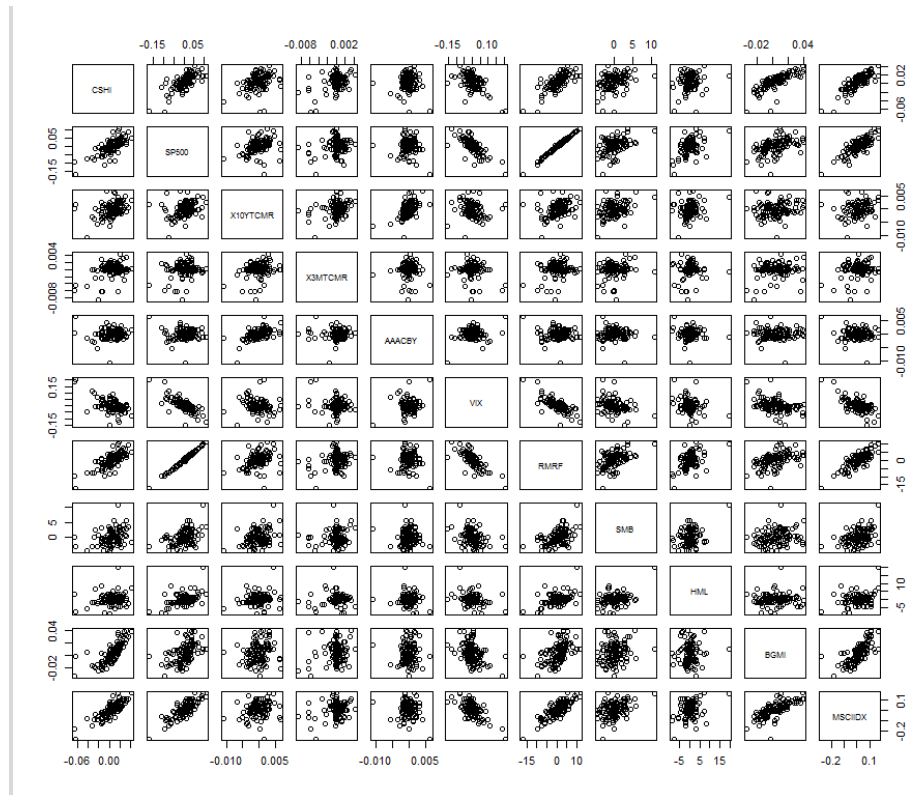 -0.15 0.05 -0.008 0.002 -0.15 0.10 0 5 10 -0.02 0.04
CSHI -0.06 0.02
-0.15 0.05 SP500
X10YTCMR -0.010 0.005
-0.008 0.004 X3MTCMR
AAACBY -0.010 0.005
-0.15 0.15 VIX
RMRF -15 0
0 5 SMB
HML -5 10
-0.02 0.04 BGMI
MSCIIDX -0.2 0.1
-0.06 0.00 -0.010 0.005 -0.010 0.005 -15 0 10 -5 5 15 -0.2 0.1